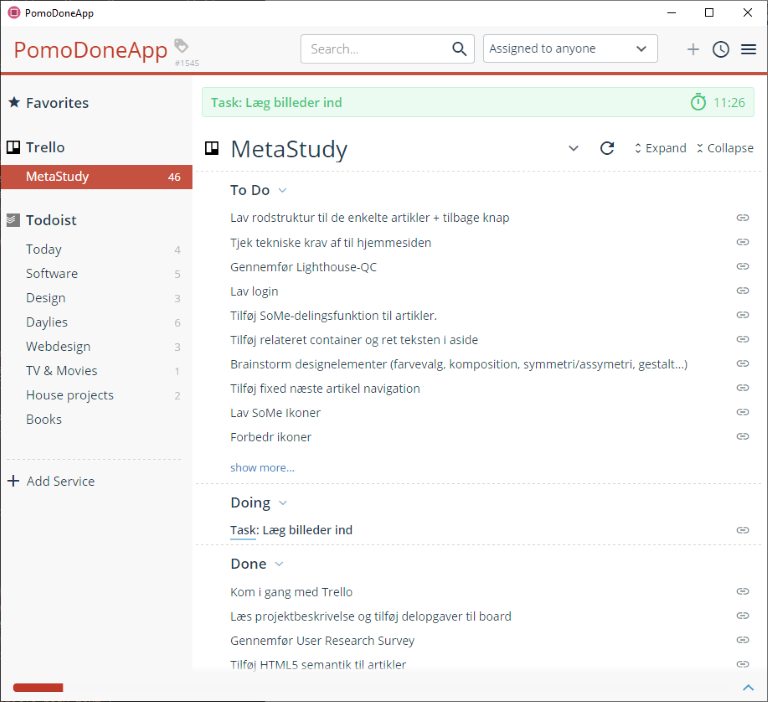 PomoDoneApp
PomoDoneApp
#1545
Search...
Assigned to anyone
Favorites
Trello
MetaStudy 46
Todoist
Today 4
Software 5
Design 3
Daylies 6
Webdesign 3
TV & Movies 1
House projects 2
Books
Add Service
Task: Læg billeder ind 11:26
MetaStudy
Expand
Collapse
To Do
Lav rodstruktur til de enkelte artikler + tilbage knap
Tjek tekniske krav af til hjemmesiden
Gennemfør Lighthouse-QC
Lav login
Tilføj SoMe-delingsfunktion til artikler.
Tilføj relateret container og ret teksten i aside
Brainstorm designelementer (farvevalg, komposition, symmetri/assymetri, gestalt...)
Tilføj fixed næste artikel navigation
Lav SoMe Ikoner
Forbedr ikoner
show more...
Doing
Task: Læg billeder ind
Done
Kom i gang med Trello
Læs projektbeskrivelse og tilføj delopgaver til board
Gennemfør User Research Survey
Tilføj HTML5 semantik til artikler